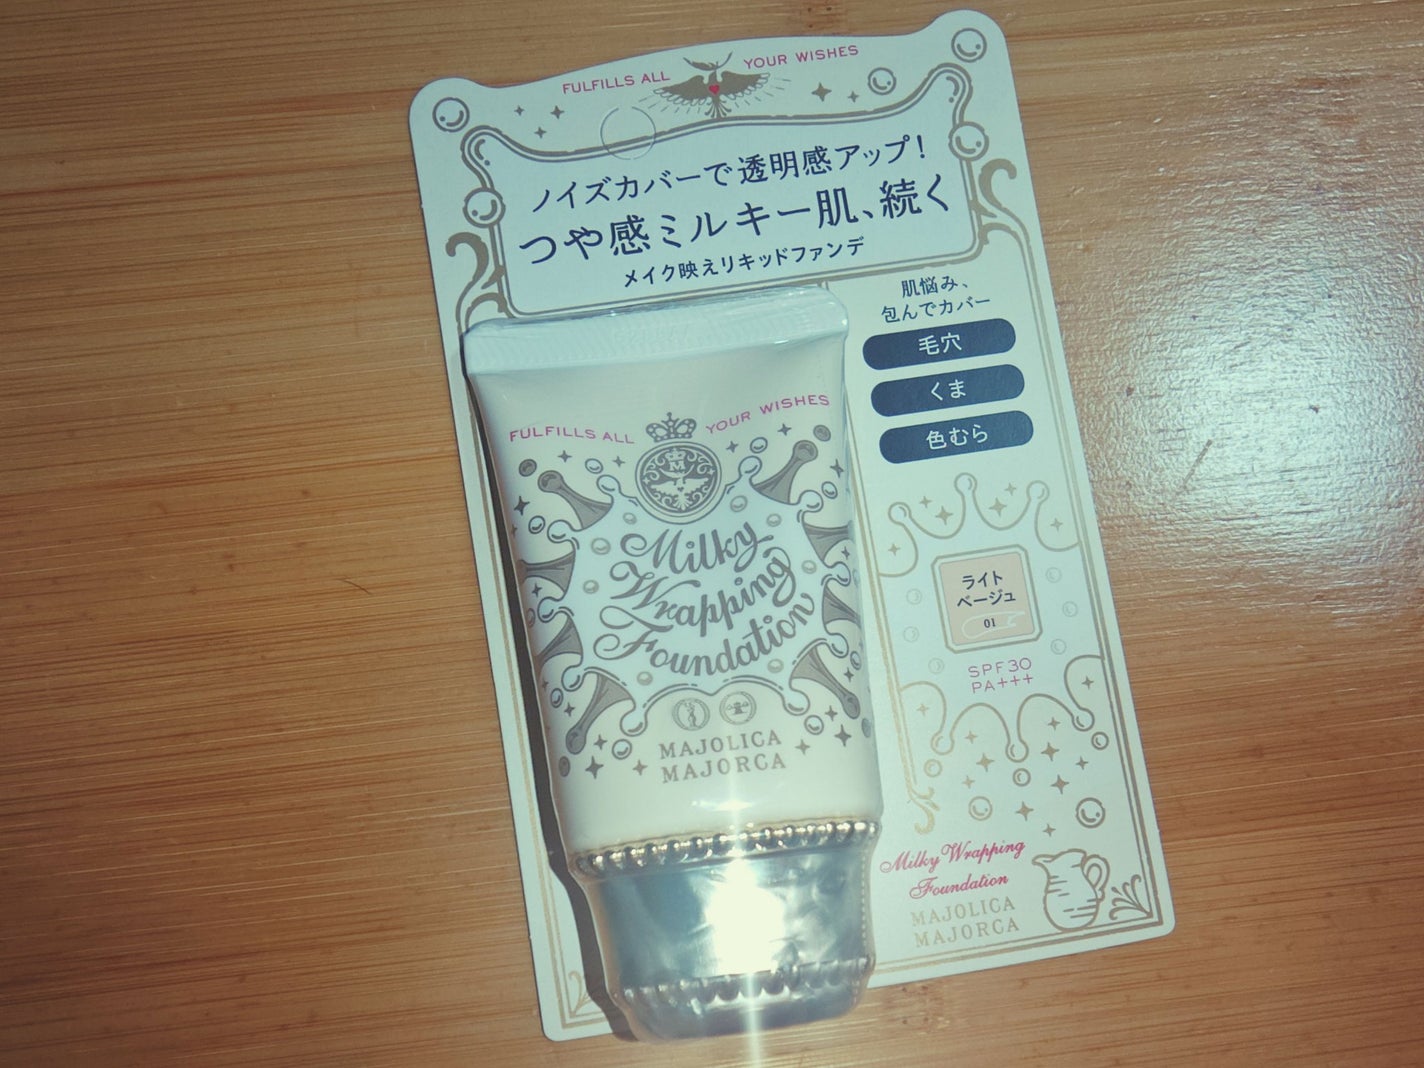 FULFILLS ALL YOUR WISHES
ノイズカバーで透明感アップ！
つや感ミルキー肌、続く
メイク映えリキッドファンデ
肌悩み、
包んでカバー
毛穴
くま
色むら
ライト
ベージュ
01
SPF30
PA+++
Milky Wrapping
Foundation
MAJOLICA
MAJORCA
FULFILLS ALL YOUR WISHES
M
Milky
Wrapping
Foundation
MAJOLICA
MAJORCA